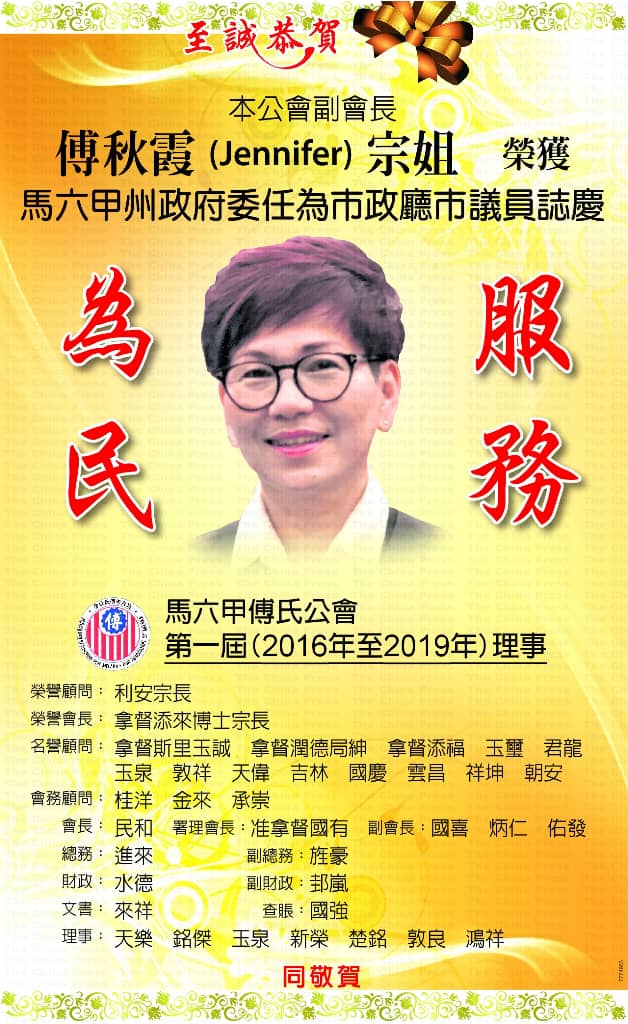 至誠恭賀
本公會副會長
傅秋霞 (Jennifer) 宗姐 榮獲
馬六甲州政府委任為市政廳市議員誌慶
為民
服務
傅
馬六甲傅氏公會
第一屆(2016年至2019年)理事
榮譽顧問：利安宗長
榮譽會長：拿督添來博士宗長
名譽顧問：拿督斯里玉誠 拿督潤德局紳 拿督添福 玉璽 君龍
玉泉 敦祥 天偉 吉林 國慶 雲昌 祥坤 朝安
會務顧問：桂洋 金來 承崇
會長：民和 署理會長：准拿督國有 副會長：國喜 炳仁 佑發
總務：進來 副總務：旌豪
財政：水德 副財政：郢嵐
文書：來祥 查賬：國強
理事：天樂 銘傑 玉泉 新榮 楚銘 敦良 鴻祥
同敬賀